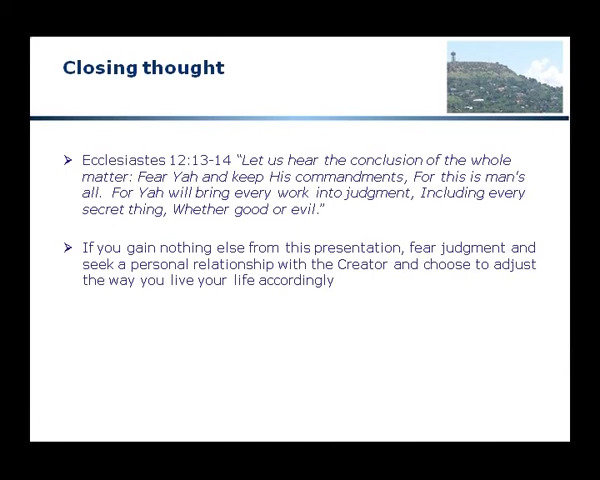 Closing thought
Ecclesiastes 12:13-14 “Let us hear the conclusion of the whole
matter: Fear Yah and keep His commandments, For this is man's
all. For Yah will bring every work into judgment, Including every
secret thing, Whether good or evil.”
If you gain nothing else from this presentation, fear judgment and
seek a personal relationship with the Creator and choose to adjust
the way you live your life accordingly